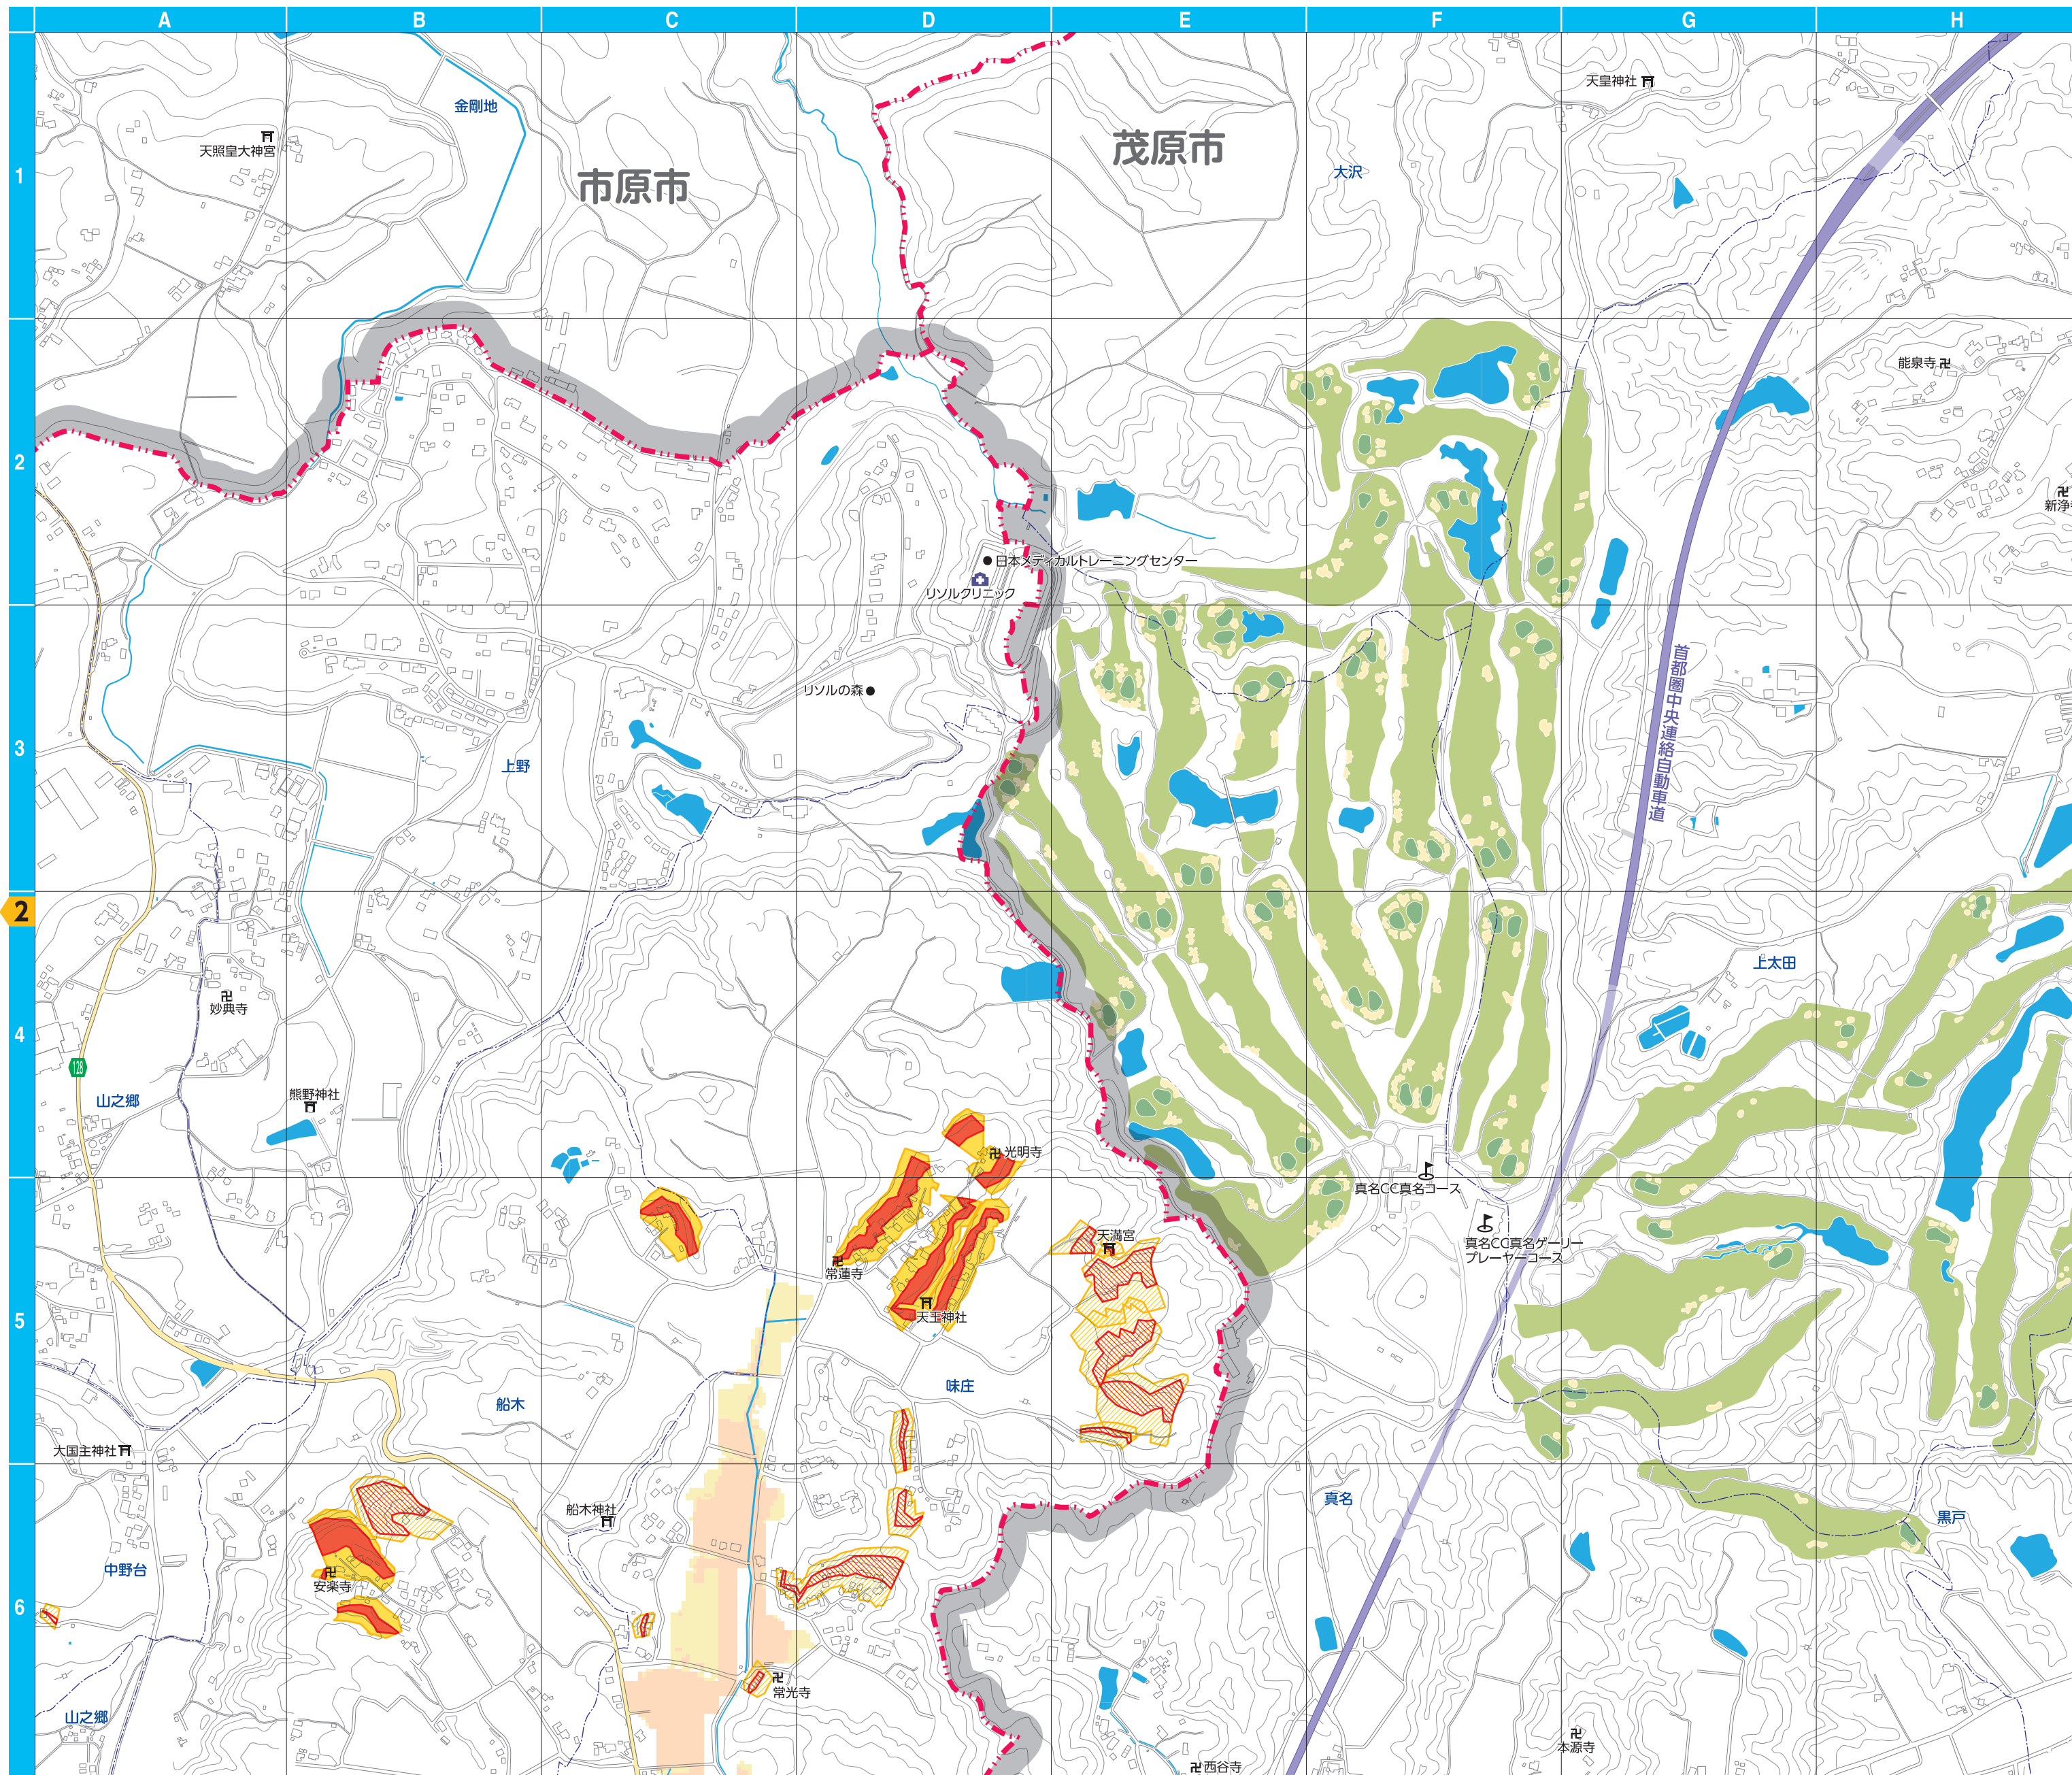 A
B
C
D
E
F
G
H
1
天皇神社
金剛地
天照皇大神宮
市原市
茂原市
大沢
2
能泉寺
新浄
日本メディカルトレーニングセンター
リソルクリニック
3
首都圏中央連絡自動車道
リソルの森
上野
2
4
上太田
妙典寺
128
山之郷
熊野神社
光明寺
真名CC真名コース
5
天満宮
真名CC真名ゲーリー
プレーヤーコース
常蓮寺
天王神社
味庄
船木
大国主神社
6
真名
船木神社
黒戸
中野台
安楽寺
常光寺
山之郷
本源寺
西谷寺